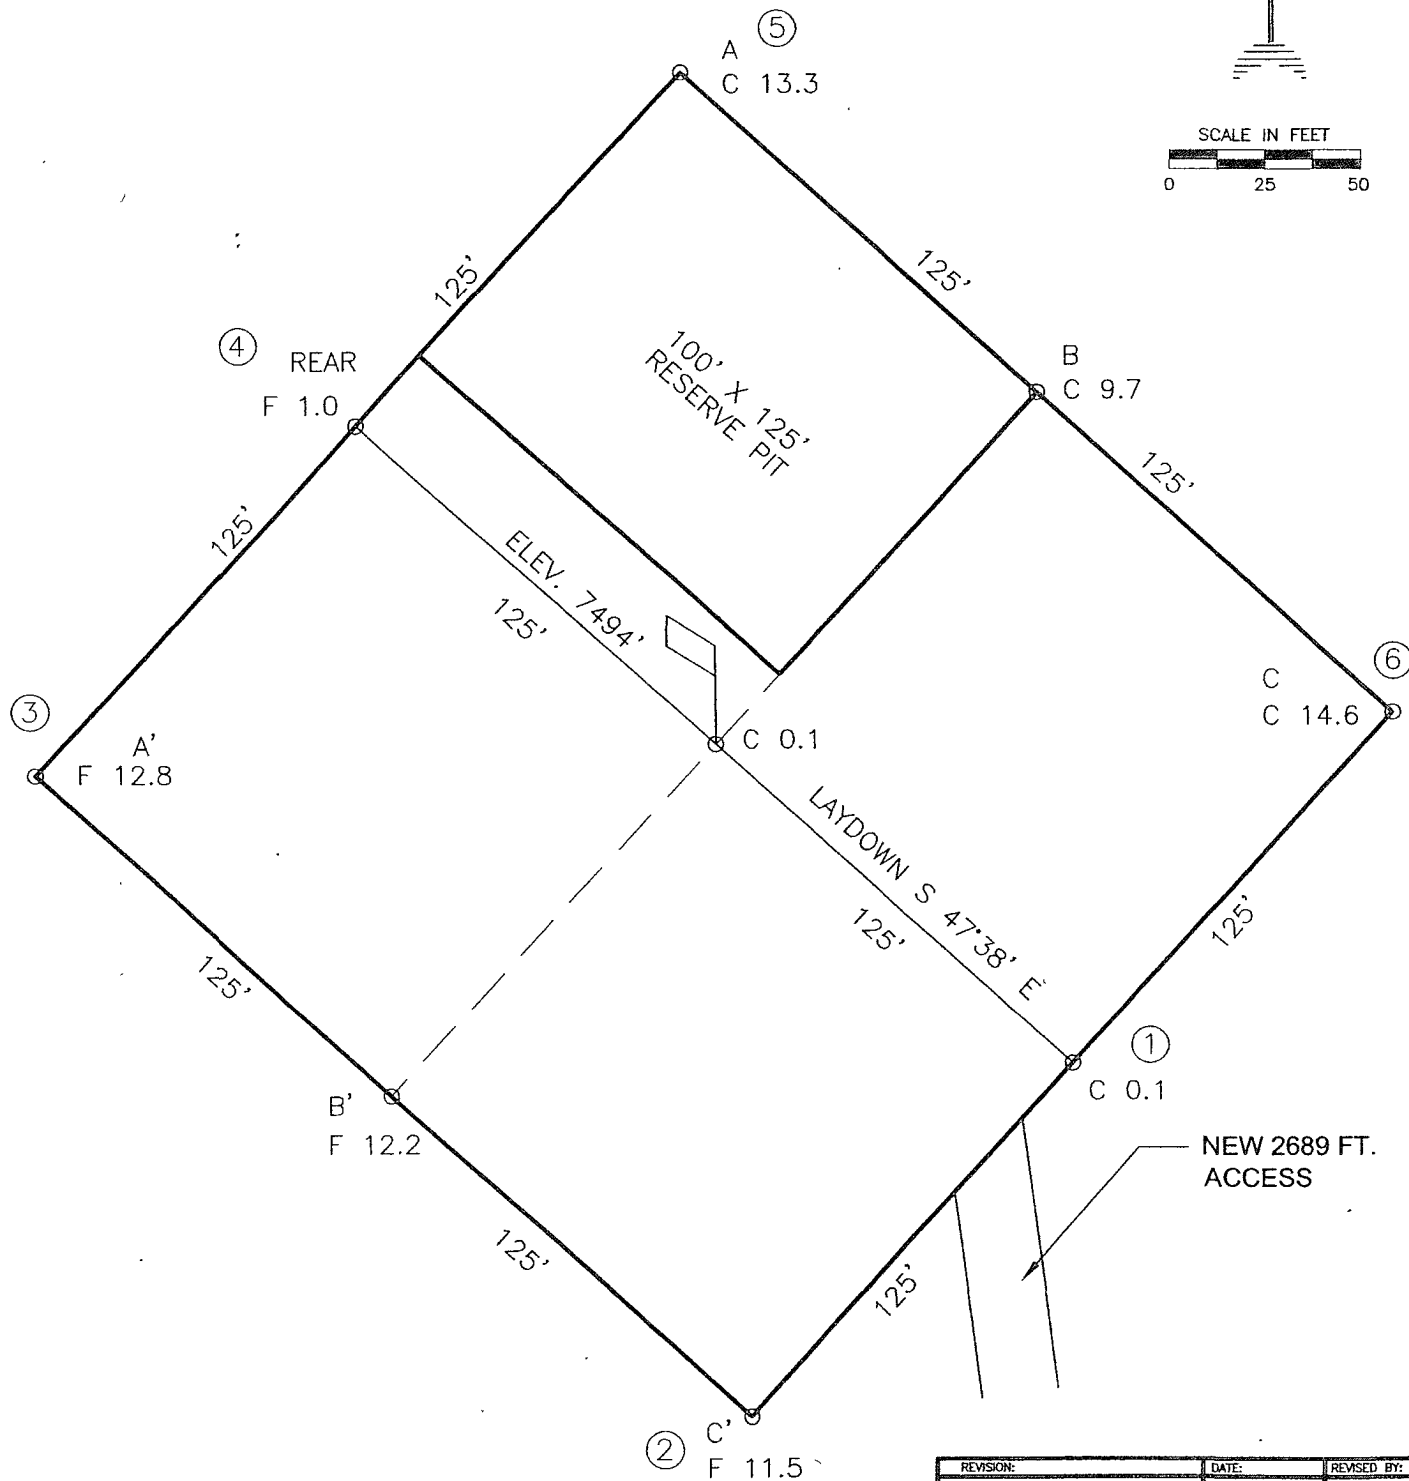 5
A
C 13.3
SCALE IN FEET
0 25 50
125'
125'
4
REAR
F 1.0
100' X 125'
RESERVE PIT
B
C 9.7
125'
125'
ELEV. 7494'
125'
6
C
C 14.6
3
A'
F 12.8
C 0.1
LAYDOWN S 47°38' E
125'
125'
125'
1
C 0.1
B'
F 12.2
NEW 2689 FT.
ACCESS
125'
125'
2
C'
F 11.5
REVISION: DATE: REVISED BY: